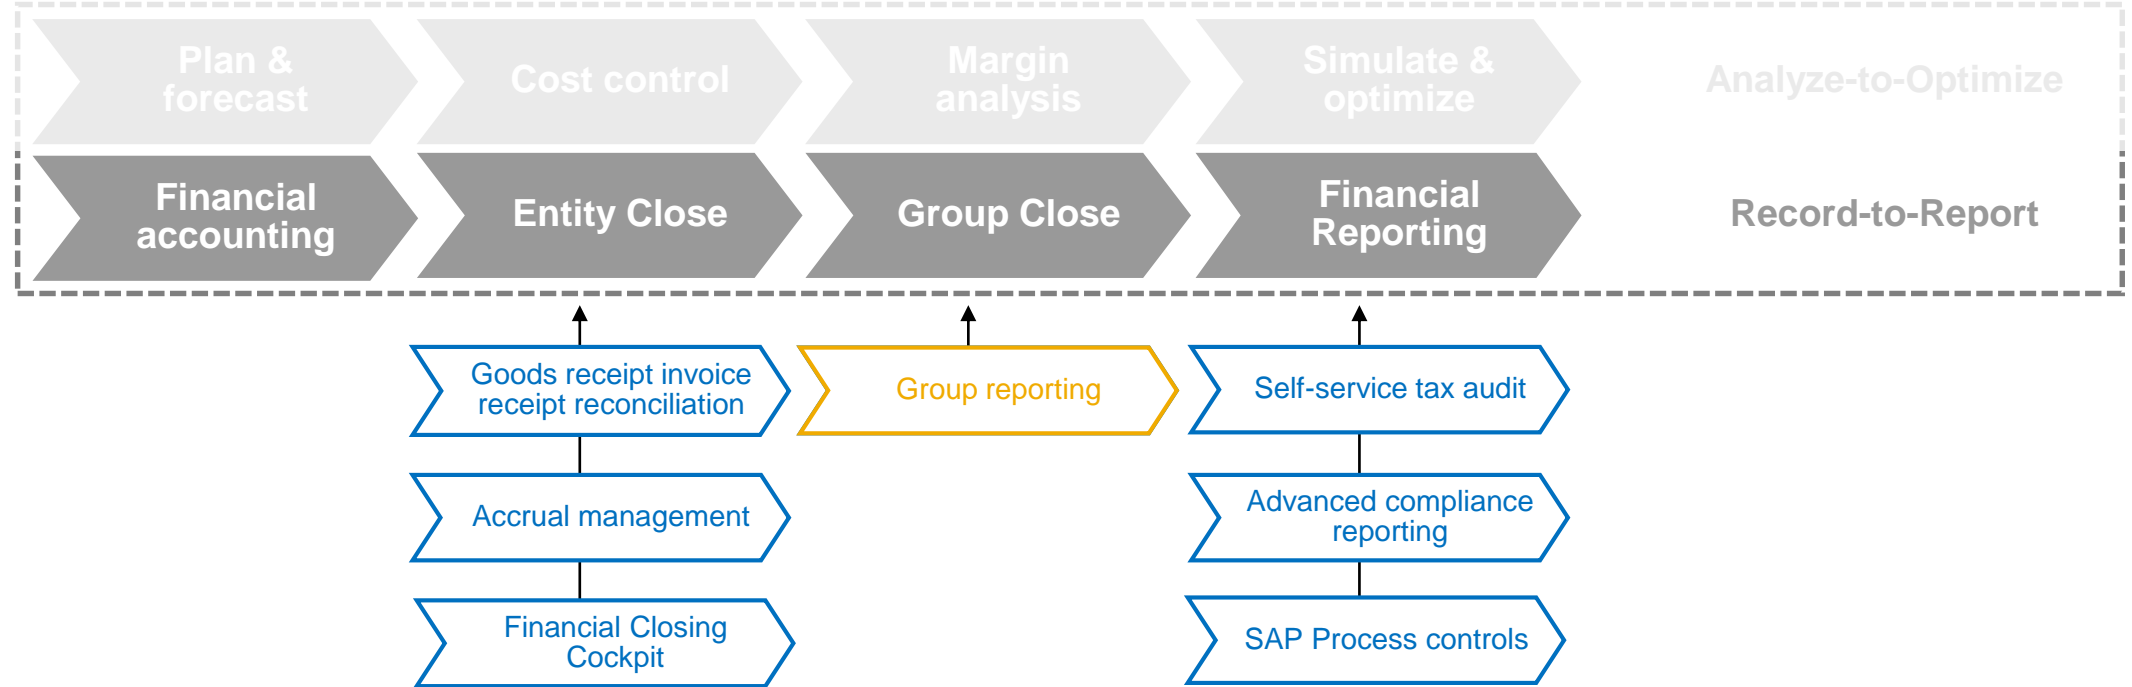 Plan &
forecast
Cost control
Margin
analysis
Simulate &
optimize
Analyze-to-Optimize
Financial
accounting
Entity Close
Group Close
Financial
Reporting
Record-to-Report
Goods receipt invoice
receipt reconciliation
Group reporting
Self-service tax audit
Accrual management
Advanced compliance
reporting
Financial Closing
Cockpit
SAP Process controls